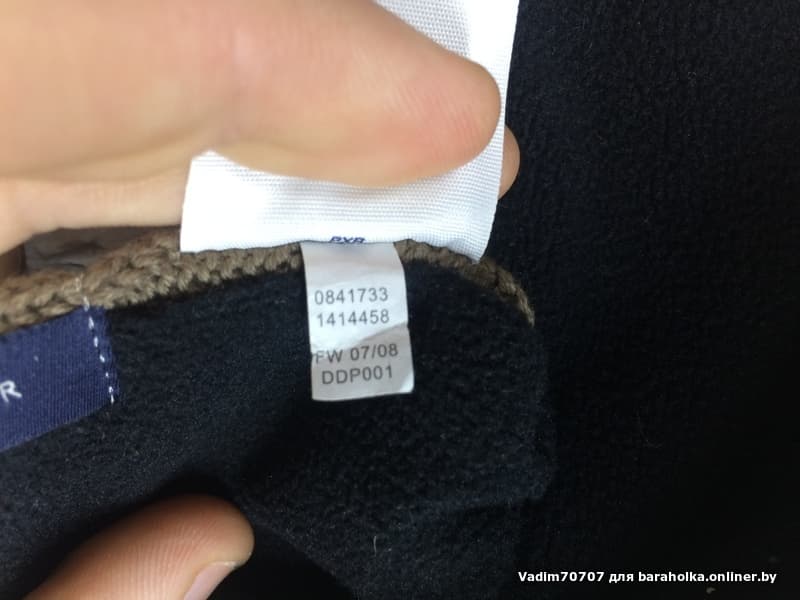 0841733
1414458
FW 07/08
DDP001
R
Vadim70707 для baraholka.onliner.by